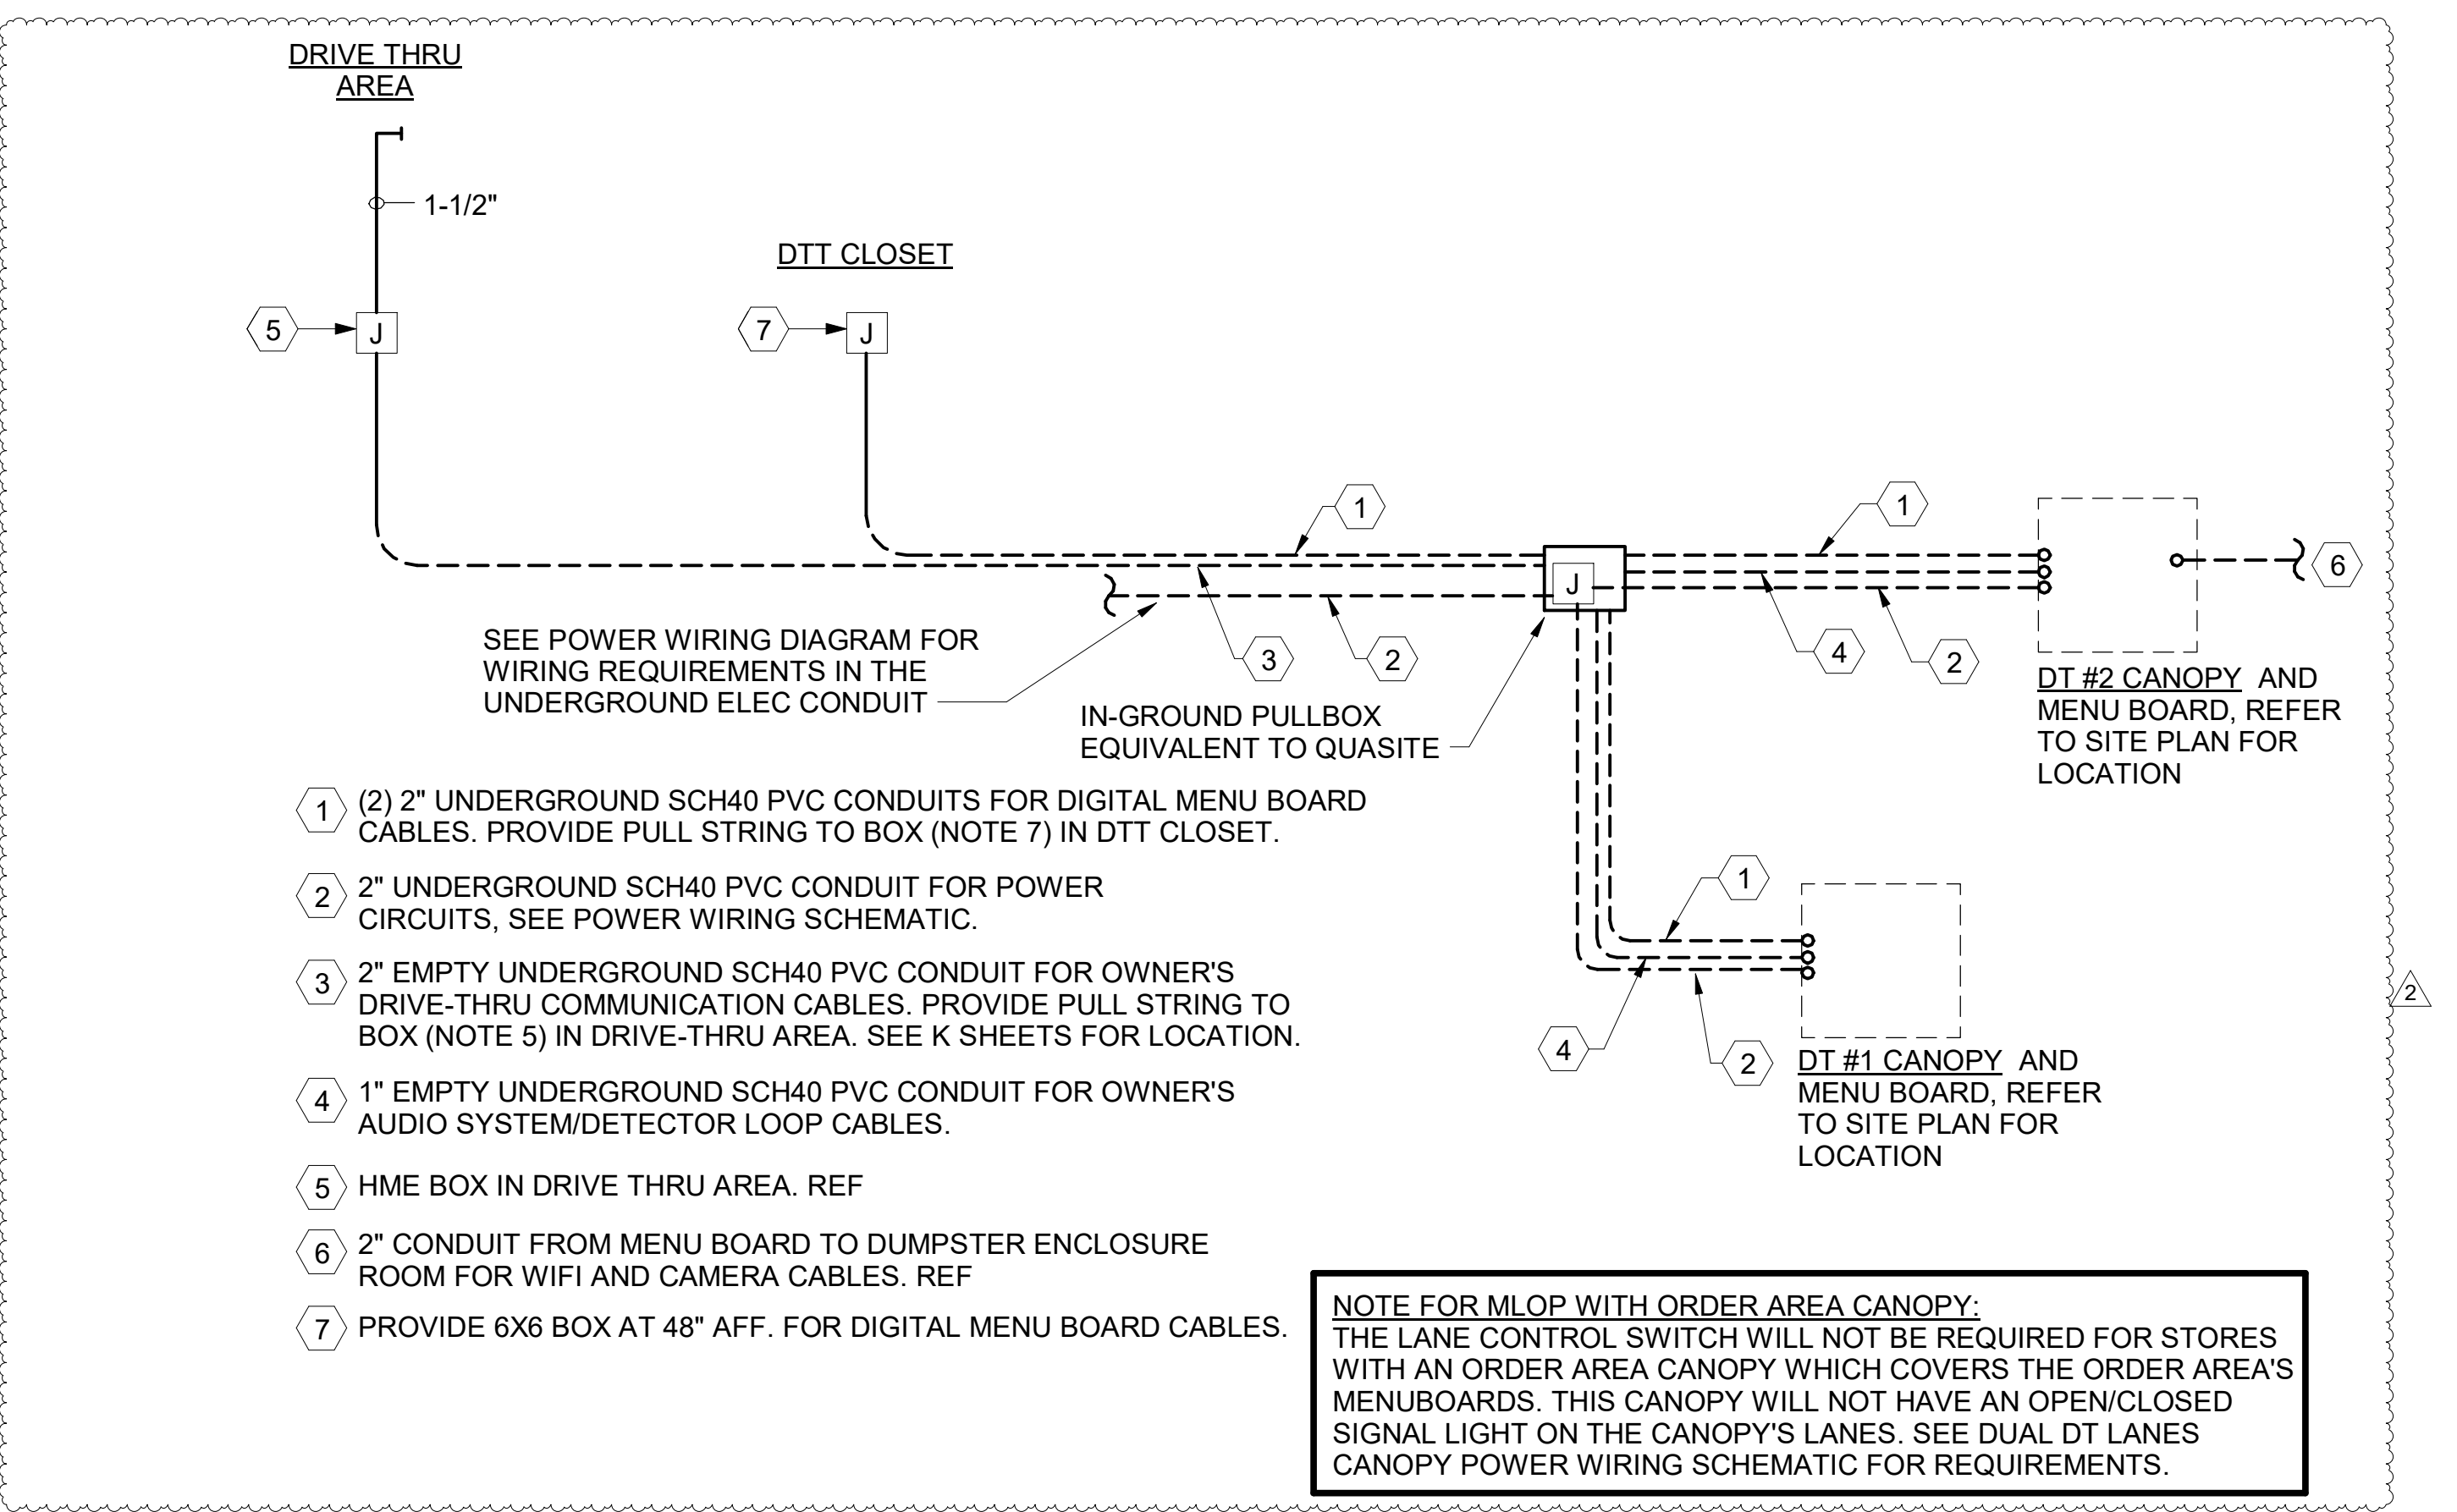 DRIVE THRU
AREA
1-1/2"
DTT CLOSET
5
J
7
J
1
1
6
J
3
2
4
2
SEE POWER WIRING DIAGRAM FOR
WIRING REQUIREMENTS IN THE
UNDERGROUND ELEC CONDUIT
IN-GROUND PULLBOX
EQUIVALENT TO QUASITE
DT #2 CANOPY AND
MENU BOARD, REFER
TO SITE PLAN FOR
LOCATION
1
4
2
DT #1 CANOPY AND
MENU BOARD, REFER
TO SITE PLAN FOR
LOCATION
2
1 (2) 2" UNDERGROUND SCH40 PVC CONDUITS FOR DIGITAL MENU BOARD
CABLES. PROVIDE PULL STRING TO BOX (NOTE 7) IN DTT CLOSET.
2 2" UNDERGROUND SCH40 PVC CONDUIT FOR POWER
CIRCUITS, SEE POWER WIRING SCHEMATIC.
3 2" EMPTY UNDERGROUND SCH40 PVC CONDUIT FOR OWNER'S
DRIVE-THRU COMMUNICATION CABLES. PROVIDE PULL STRING TO
BOX (NOTE 5) IN DRIVE-THRU AREA. SEE K SHEETS FOR LOCATION.
4 1" EMPTY UNDERGROUND SCH40 PVC CONDUIT FOR OWNER'S
AUDIO SYSTEM/DETECTOR LOOP CABLES.
5 HME BOX IN DRIVE THRU AREA. REF
6 2" CONDUIT FROM MENU BOARD TO DUMPSTER ENCLOSURE
ROOM FOR WIFI AND CAMERA CABLES. REF
7 PROVIDE 6X6 BOX AT 48" AFF. FOR DIGITAL MENU BOARD CABLES.
NOTE FOR MLOP WITH ORDER AREA CANOPY:
THE LANE CONTROL SWITCH WILL NOT BE REQUIRED FOR STORES
WITH AN ORDER AREA CANOPY WHICH COVERS THE ORDER AREA'S
MENUBOARDS. THIS CANOPY WILL NOT HAVE AN OPEN/CLOSED
SIGNAL LIGHT ON THE CANOPY'S LANES. SEE DUAL DT LANES
CANOPY POWER WIRING SCHEMATIC FOR REQUIREMENTS.